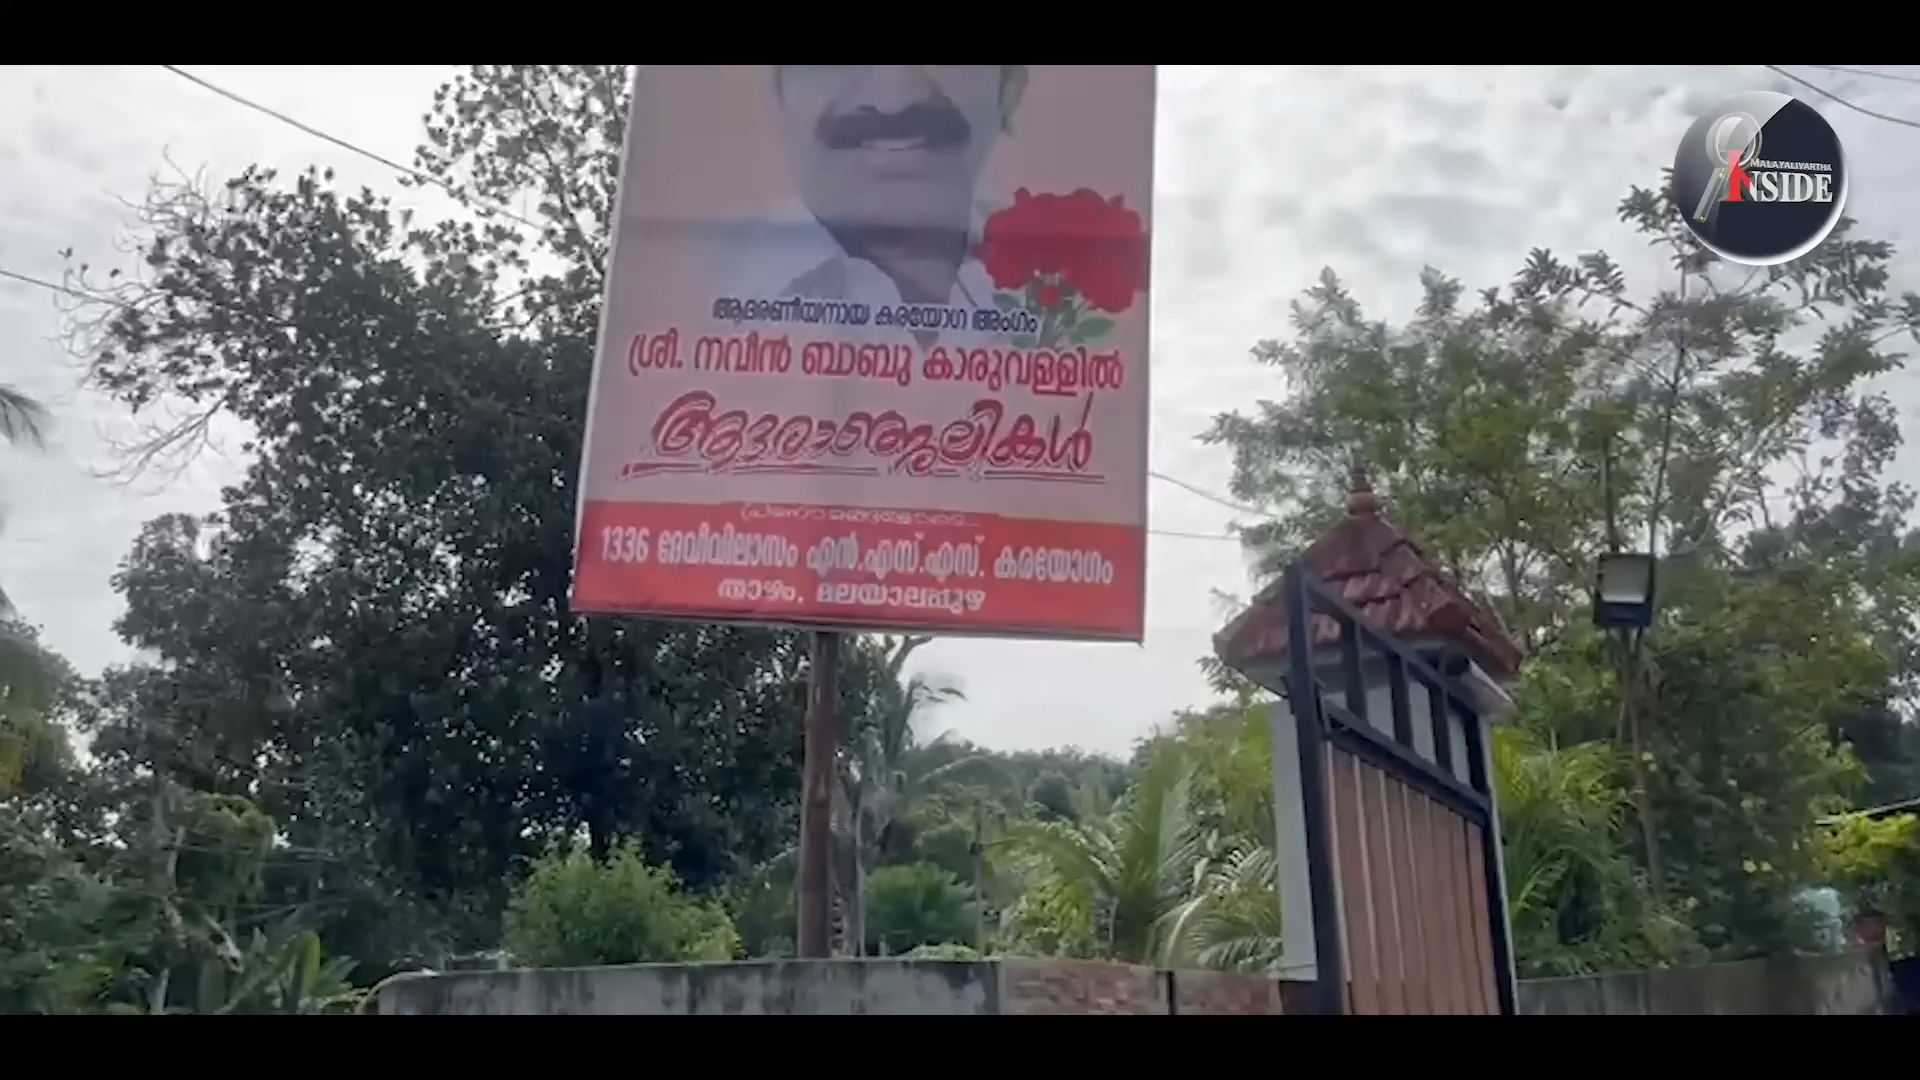 MALAYALIVARTHA
INSIDE
ആദരണീയനായ കരയോഗ അംഗം
ശ്രീ. നവീൻ ബാബു കാരുവള്ളിൽ
ആദരാഞ്ജലികൾ
1336 ദേവീവിലാസം എൻ.എസ്.എസ്. കരയോഗം
താഴം, മലയാലപ്പുഴ